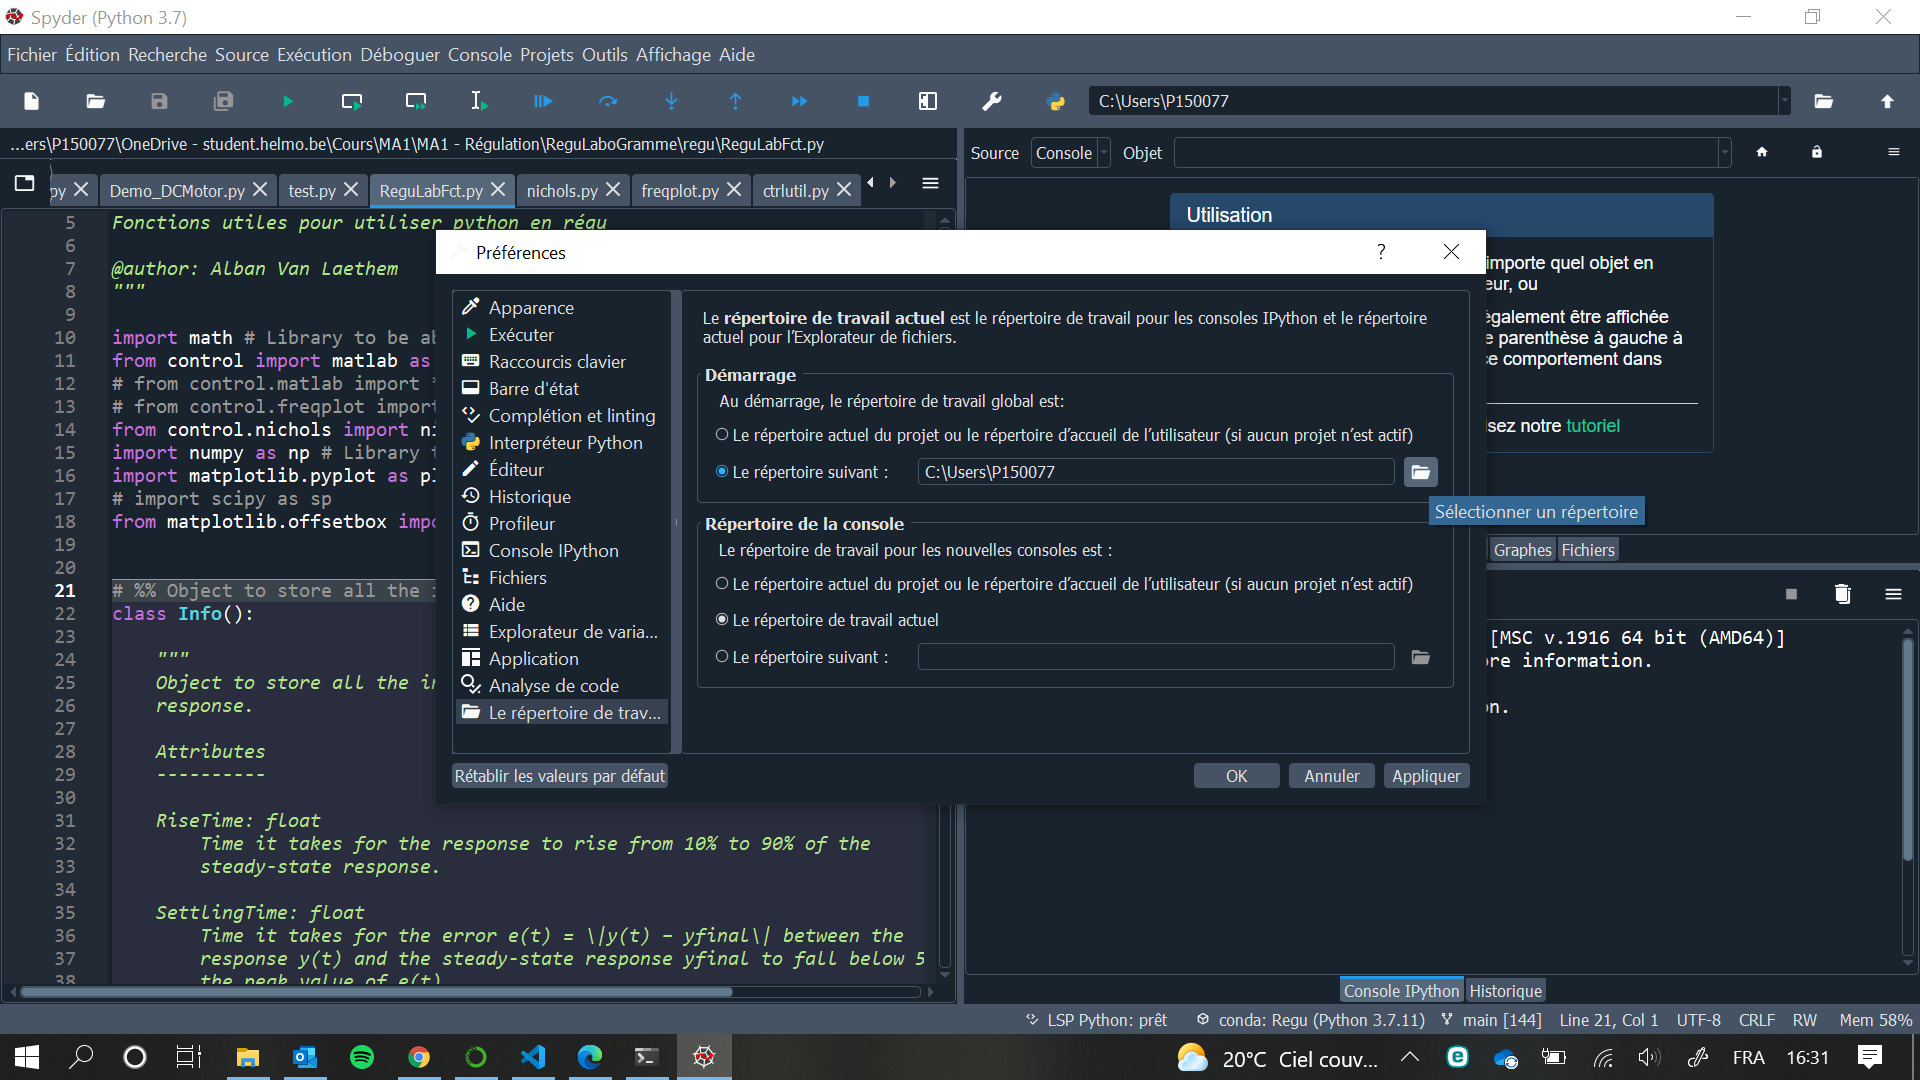 Spyder (Python 3.7)
Fichier Édition Recherche Source Exécution Déboguer Console Projets Outils Affichage Aide
C:\Users\P150077
...ers\P150077\OneDrive - student.helmo.be\Cours\MA1\MA1 - Régulation\ReguLaboGramme\regu\ReguLabFct.py
Source Console Objet
py Demo_DCMotor.py test.py ReguLabFct.py nichols.py freqplot.py ctrlutil.py
5 Fonctions utiles pour utiliser python en régu
6
7 @author: Alban Van Laethem
8 """
9
10 import math # Library to be ab
11 from control import matlab as
12 # from control.matlab import *
13 # from control.freqplot import
14 from control.nichols import ni
15 import numpy as np # Library t
16 import matplotlib.pyplot as pl
17 # import scipy as sp
18 from matplotlib.offsetbox impo
19
20
21 # %% Object to store all the i
22 class Info():
23
24 """
25 Object to store all the in
26 response.
27
28 Attributes
29 ----------
30
31 RiseTime: float
32 Time it takes for the response to rise from 10% to 90% of the
33 steady-state response.
34
35 SettlingTime: float
36 Time it takes for the error e(t) = \|y(t) – yfinal\| between the
37 response y(t) and the steady-state response yfinal to fall below 5
38 the peak value of e(t)
Utilisation
importe quel objet en
eur, ou
également être affichée
e parenthèse à gauche à
ce comportement dans
isez notre tutoriel
Préférences
?
Apparence
Exécuter
Raccourcis clavier
Barre d'état
Complétion et linting
Interpréteur Python
Éditeur
Historique
Profileur
Console IPython
Fichiers
Aide
Explorateur de varia...
Application
Analyse de code
Le répertoire de trav...
Le répertoire de travail actuel est le répertoire de travail pour les consoles IPython et le répertoire
actuel pour l’Explorateur de fichiers.
Démarrage
Au démarrage, le répertoire de travail global est:
Le répertoire actuel du projet ou le répertoire d’accueil de l’utilisateur (si aucun projet n’est actif)
Le répertoire suivant : C:\Users\P150077
Sélectionner un répertoire
Répertoire de la console
Le répertoire de travail pour les nouvelles consoles est :
Le répertoire actuel du projet ou le répertoire d’accueil de l’utilisateur (si aucun projet n’est actif)
Le répertoire de travail actuel
Le répertoire suivant :
Rétablir les valeurs par défaut
OK Annuler Appliquer
Graphes Fichiers
[MSC v.1916 64 bit (AMD64)]
re information.
on.
Console IPython Historique
LSP Python: prêt conda: Regu (Python 3.7.11) main [144] Line 21, Col 1 UTF-8 CRLF RW Mem 58%
20°C Ciel couv... FRA 16:31